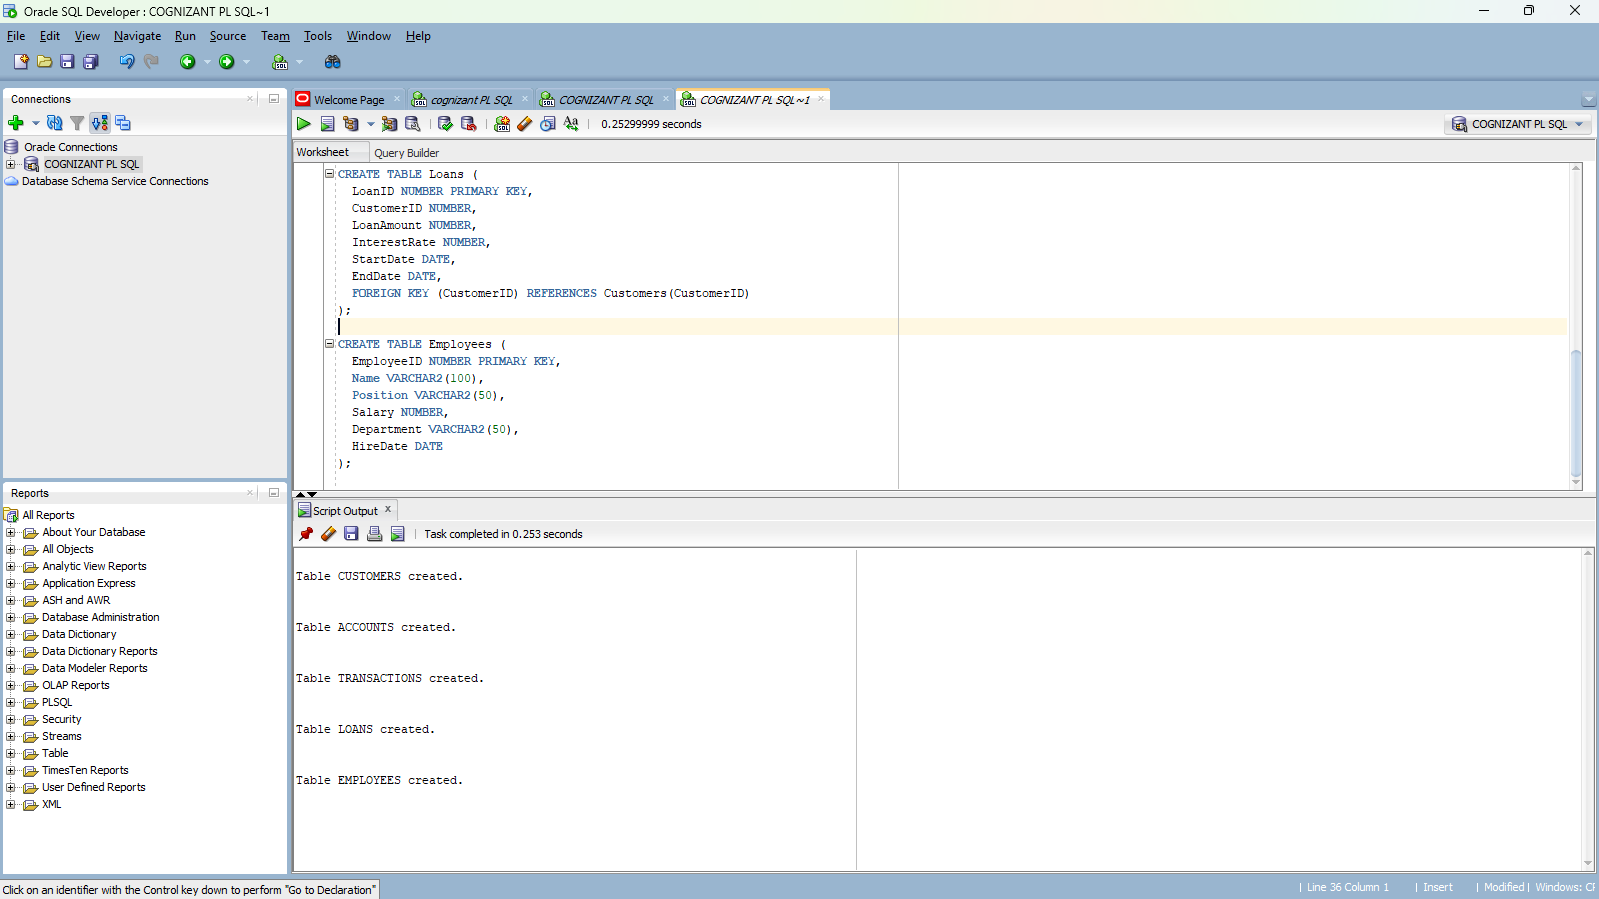 Oracle SQL Developer : COGNIZANT PL SQL~1
File Edit View Navigate Run Source Team Tools Window Help
Connections
Oracle Connections
COGNIZANT PL SQL
Database Schema Service Connections
Reports
All Reports
About Your Database
All Objects
Analytic View Reports
Application Express
ASH and AWR
Database Administration
Data Dictionary
Data Dictionary Reports
Data Modeler Reports
OLAP Reports
PLSQL
Security
Streams
Table
TimesTen Reports
User Defined Reports
XML
Welcome Page cognizant PL SQL COGNIZANT PL SQL COGNIZANT PL SQL~1
0.25299999 seconds COGNIZANT PL SQL
Worksheet Query Builder
CREATE TABLE Loans (
LoanID NUMBER PRIMARY KEY,
CustomerID NUMBER,
LoanAmount NUMBER,
InterestRate NUMBER,
StartDate DATE,
EndDate DATE,
FOREIGN KEY (CustomerID) REFERENCES Customers(CustomerID)
);
CREATE TABLE Employees (
EmployeeID NUMBER PRIMARY KEY,
Name VARCHAR2(100),
Position VARCHAR2(50),
Salary NUMBER,
Department VARCHAR2(50),
HireDate DATE
);
Script Output
Task completed in 0.253 seconds
Table CUSTOMERS created.
Table ACCOUNTS created.
Table TRANSACTIONS created.
Table LOANS created.
Table EMPLOYEES created.
Click on an identifier with the Control key down to perform "Go to Declaration"
| Line 36 Column 1 | Insert | Modified | Windows: